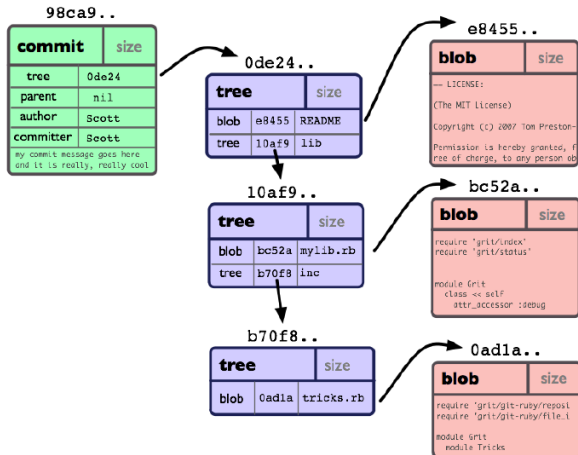 98ca9..
commit size
tree 0de24
parent nil
author Scott
committer Scott
my commit message goes here
and it is really, really cool
0de24..
tree size
blob e8455 README
tree 10af9 lib
e8455..
blob size
—— LICENSE:
(The MIT License)
Copyright (c) 2007 Tom Preston-
Permission is hereby granted, f
ree of charge, to any person ob
10af9..
tree size
blob bc52a mylib.rb
tree b70f8 inc
bc52a..
blob size
require 'grit/index'
require 'grit/status'
module Grit
class << self
attr_accessor :debug
b70f8..
tree size
blob 0ad1a tricks.rb
0ad1a..
blob size
require 'grit/git-ruby/reposi
require 'grit/git-ruby/file_i
module Grit
module Tricks